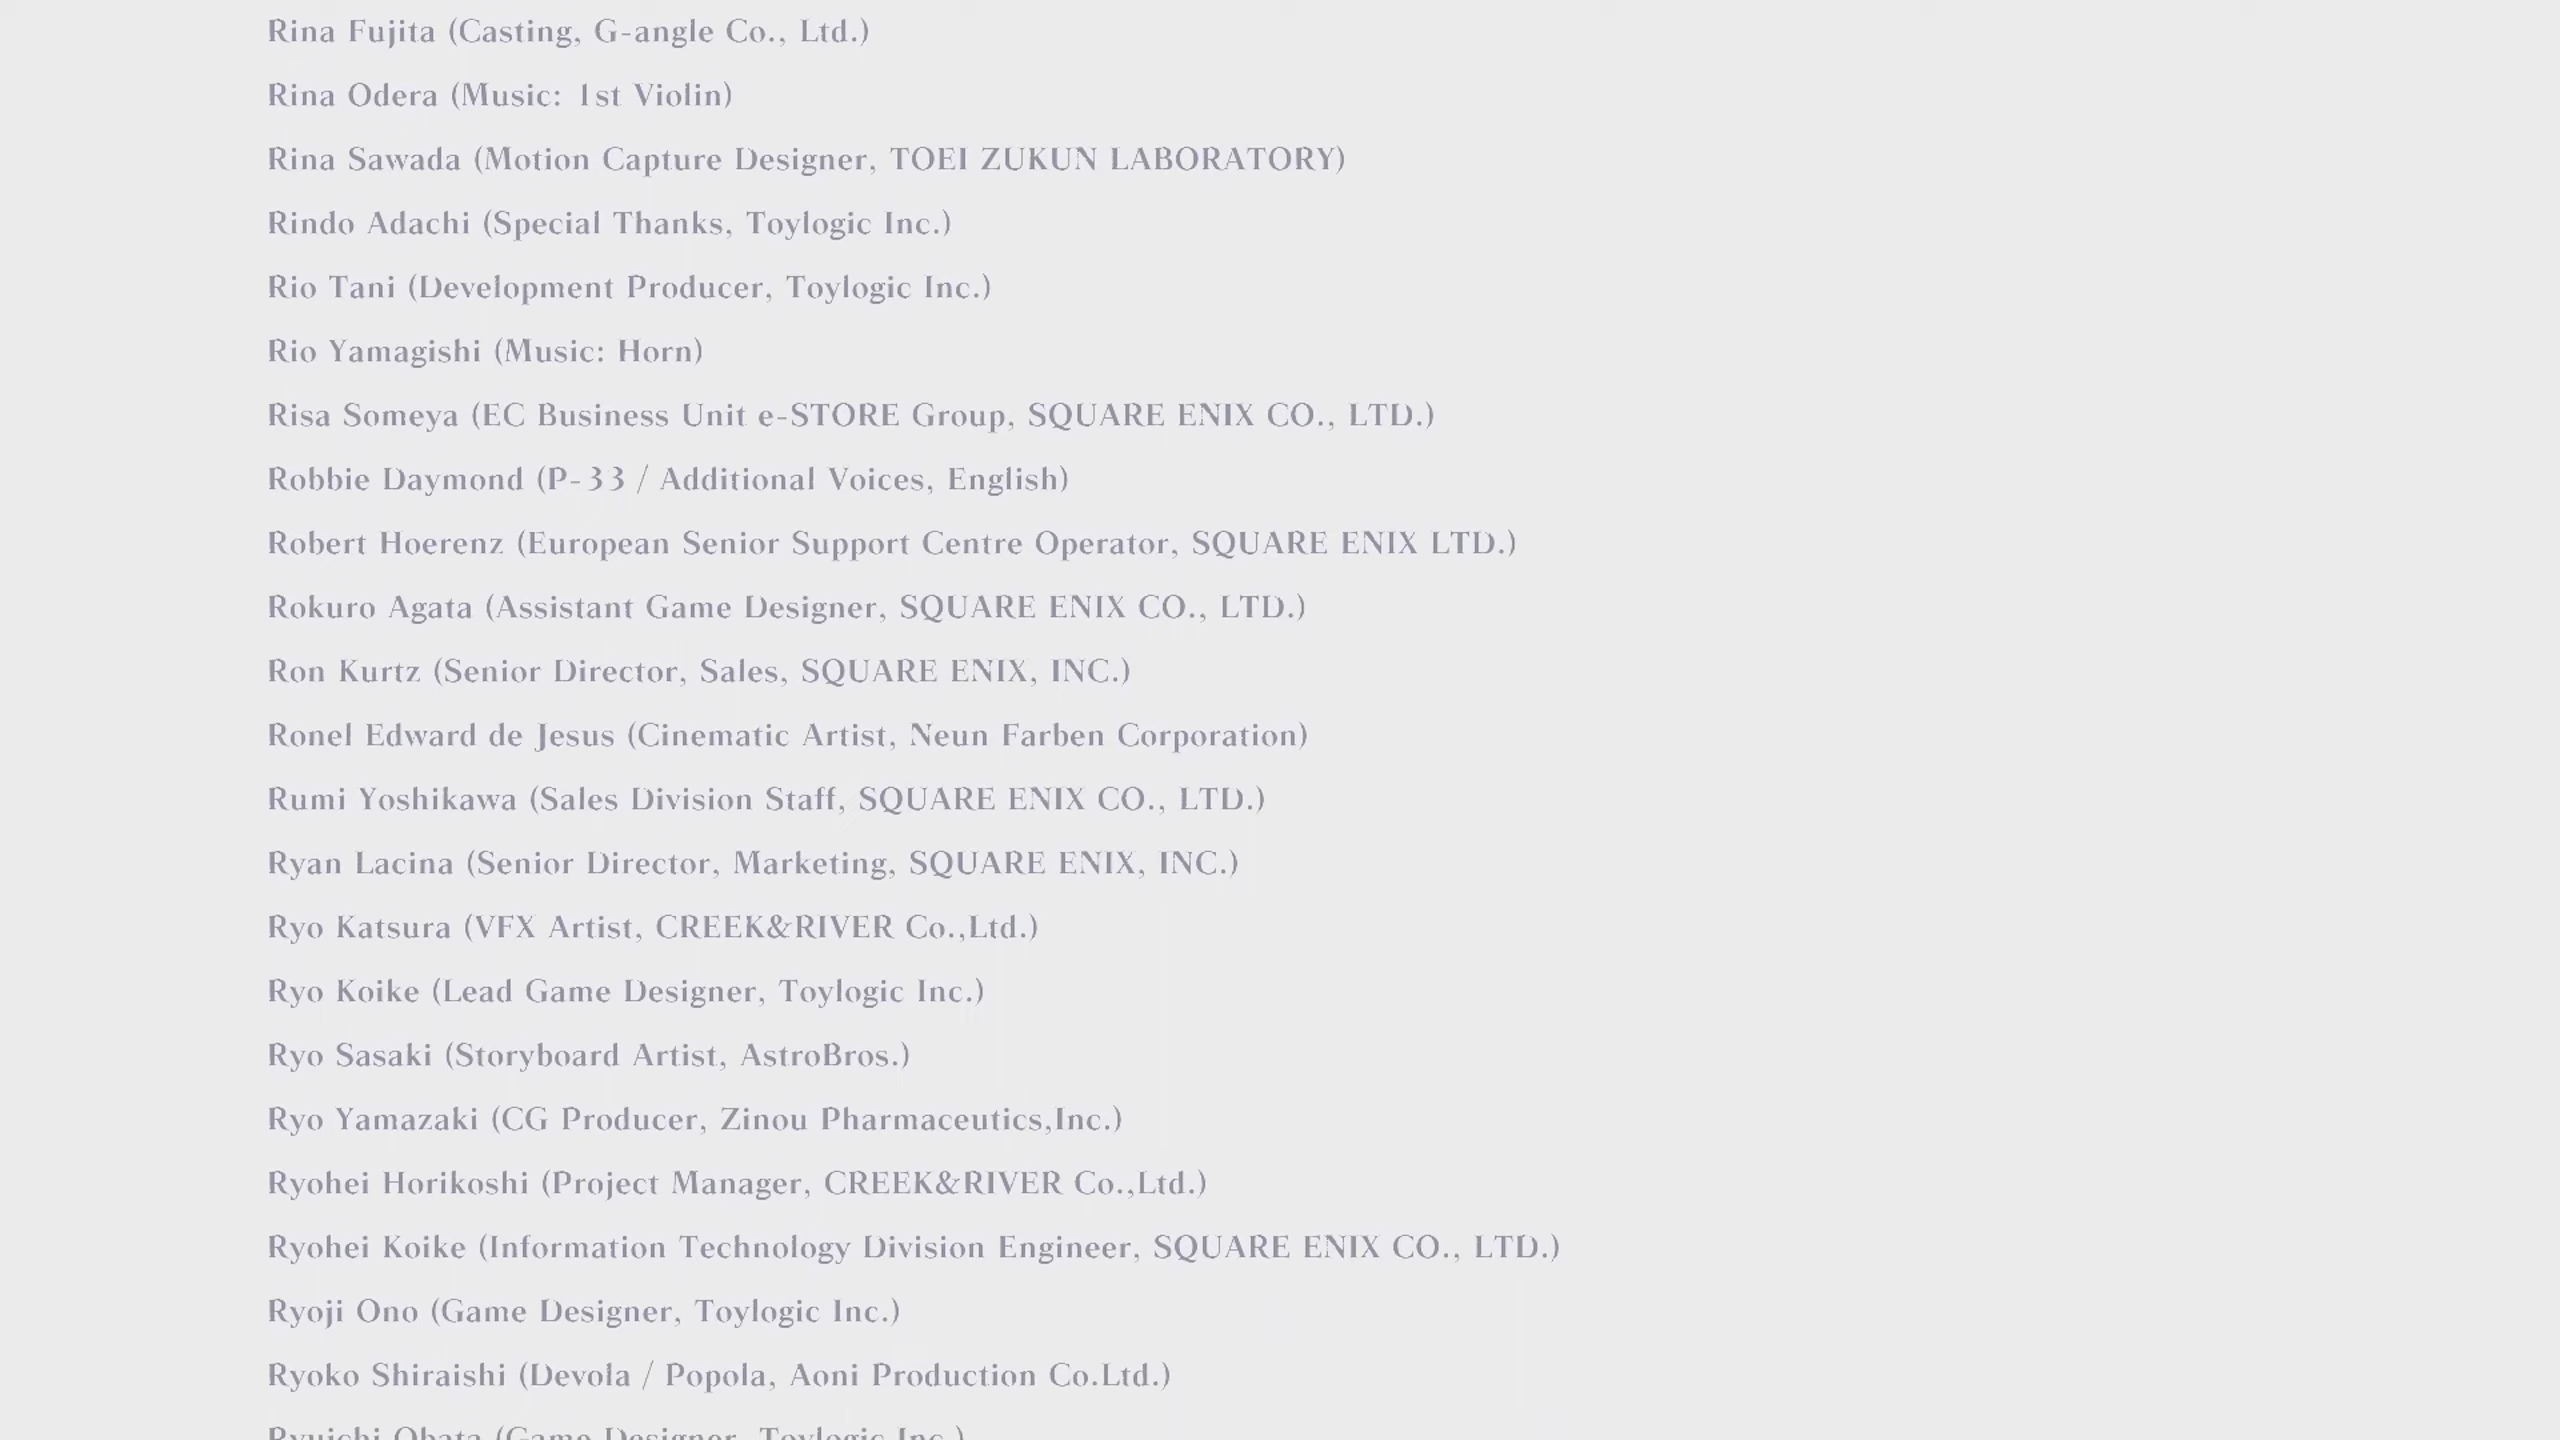 Rina Fujita (Casting, G-angle Co., Ltd.)
Rina Odera (Music: 1st Violin)
Rina Sawada (Motion Capture Designer, TOEI ZUKUN LABORATORY)
Rindo Adachi (Special Thanks, Toylogic Inc.)
Rio Tani (Development Producer, Toylogic Inc.)
Rio Yamagishi (Music: Horn)
Risa Someya (EC Business Unit e-STORE Group, SQUARE ENIX CO., LTD.)
Robbie Daymond (P-33 / Additional Voices, English)
Robert Hoerenz (European Senior Support Centre Operator, SQUARE ENIX LTD.)
Rokuro Agata (Assistant Game Designer, SQUARE ENIX CO., LTD.)
Ron Kurtz (Senior Director, Sales, SQUARE ENIX, INC.)
Ronel Edward de Jesus (Cinematic Artist, Neun Farben Corporation)
Rumi Yoshikawa (Sales Division Staff, SQUARE ENIX CO., LTD.)
Ryan Lacina (Senior Director, Marketing, SQUARE ENIX, INC.)
Ryo Katsura (VFX Artist, CREEK&RIVER Co.,Ltd.)
Ryo Koike (Lead Game Designer, Toylogic Inc.)
Ryo Sasaki (Storyboard Artist, AstroBros.)
Ryo Yamazaki (CG Producer, Zinou Pharmaceutics,Inc.)
Ryohei Horikoshi (Project Manager, CREEK&RIVER Co.,Ltd.)
Ryohei Koike (Information Technology Division Engineer, SQUARE ENIX CO., LTD.)
Ryoji Ono (Game Designer, Toylogic Inc.)
Ryoko Shiraishi (Devola / Popola, Aoni Production Co.Ltd.)
Ryuichi Obata (Game Designer, Toylogic Inc.)